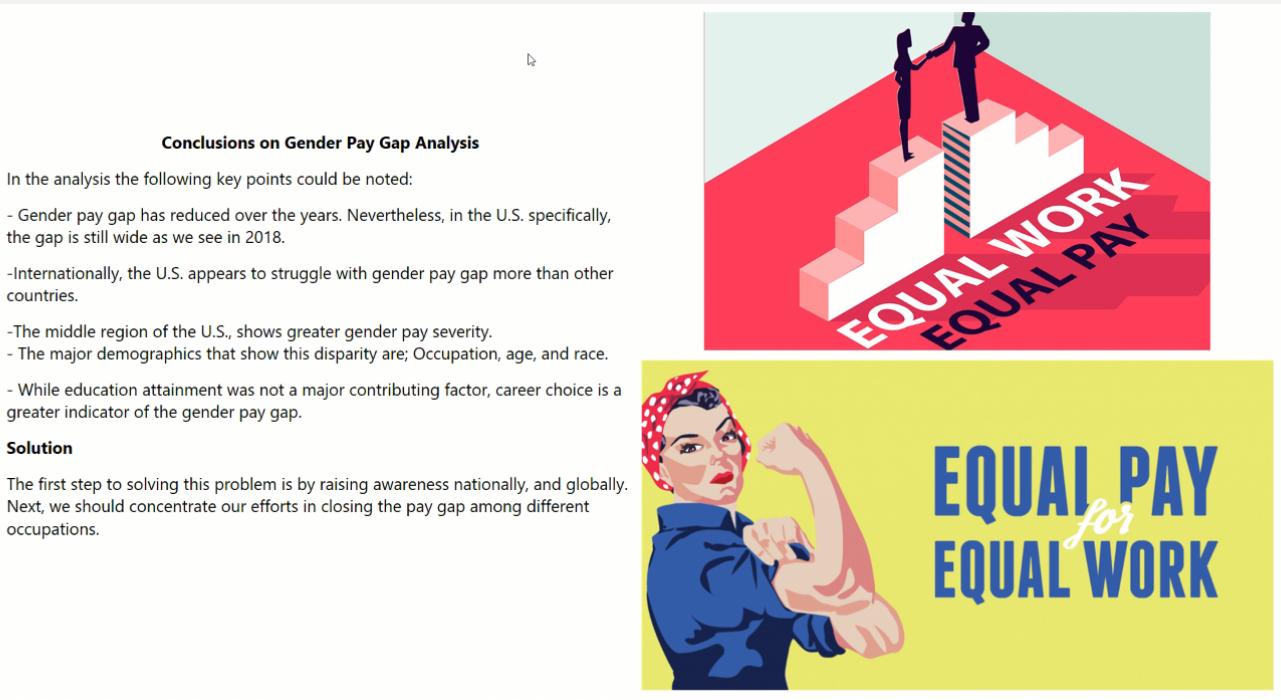 Conclusions on Gender Pay Gap Analysis
In the analysis the following key points could be noted:
- Gender pay gap has reduced over the years. Nevertheless, in the U.S. specifically,
the gap is still wide as we see in 2018.
-Internationally, the U.S. appears to struggle with gender pay gap more than other
countries.
-The middle region of the U.S., shows greater gender pay severity.
- The major demographics that show this disparity are; Occupation, age, and race.
- While education attainment was not a major contributing factor, career choice is a
greater indicator of the gender pay gap.
Solution
The first step to solving this problem is by raising awareness nationally, and globally.
Next, we should concentrate our efforts in closing the pay gap among different
occupations.
EQUAL WORK
EQUAL PAY
EQUAL PAY
for
EQUAL WORK